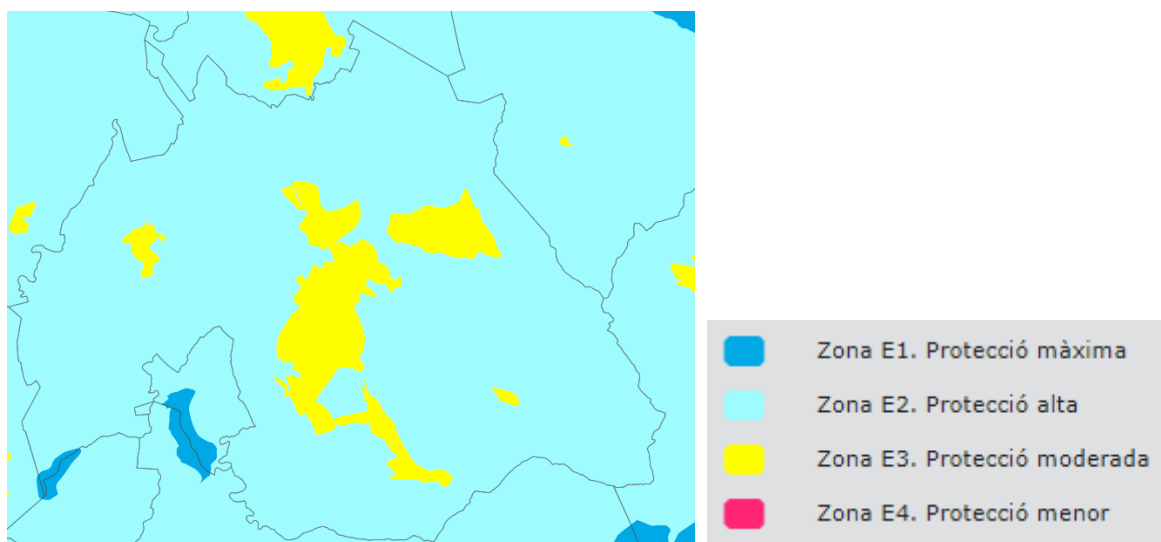 Zona E1. Protecció màxima
Zona E2. Protecció alta
Zona E3. Protecció moderada
Zona E4. Protecció menor